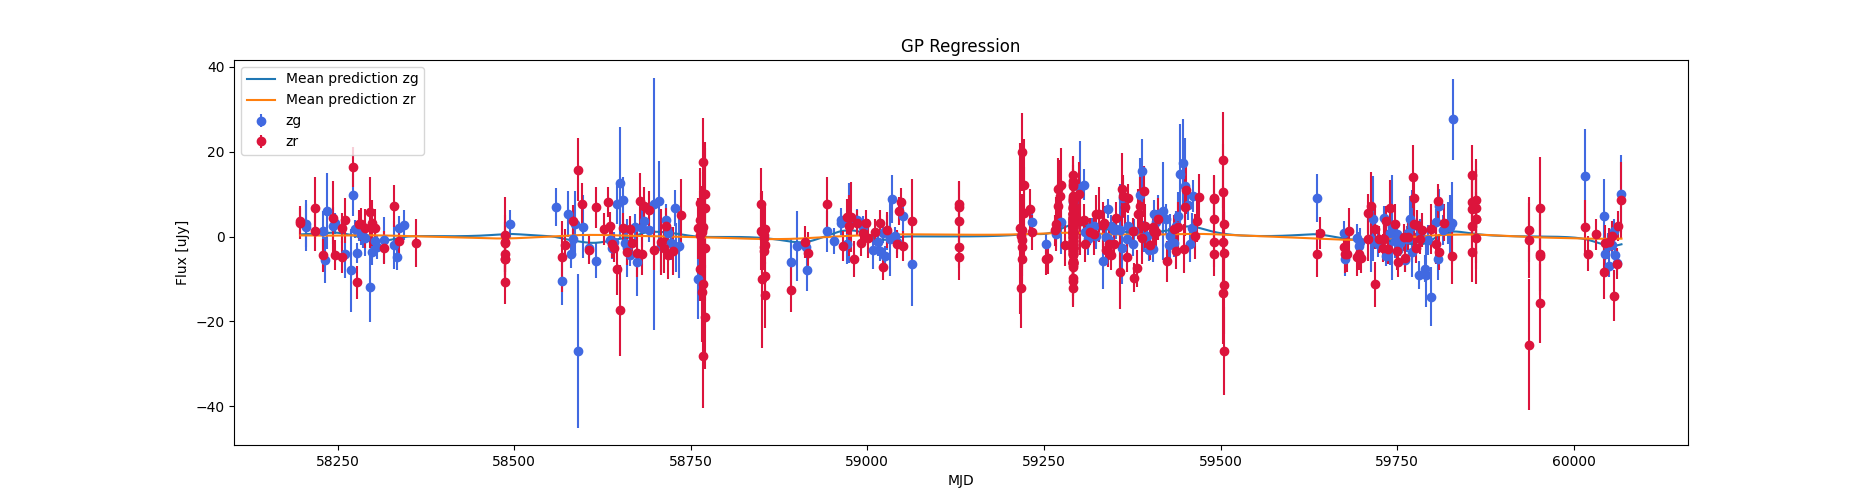 GP Regression
Mean prediction zg
Mean prediction zr
zg
zr
Flux [uJy]
40
20
0
−20
−40
58250
58500
58750
59000
59250
59500
59750
60000
MJD